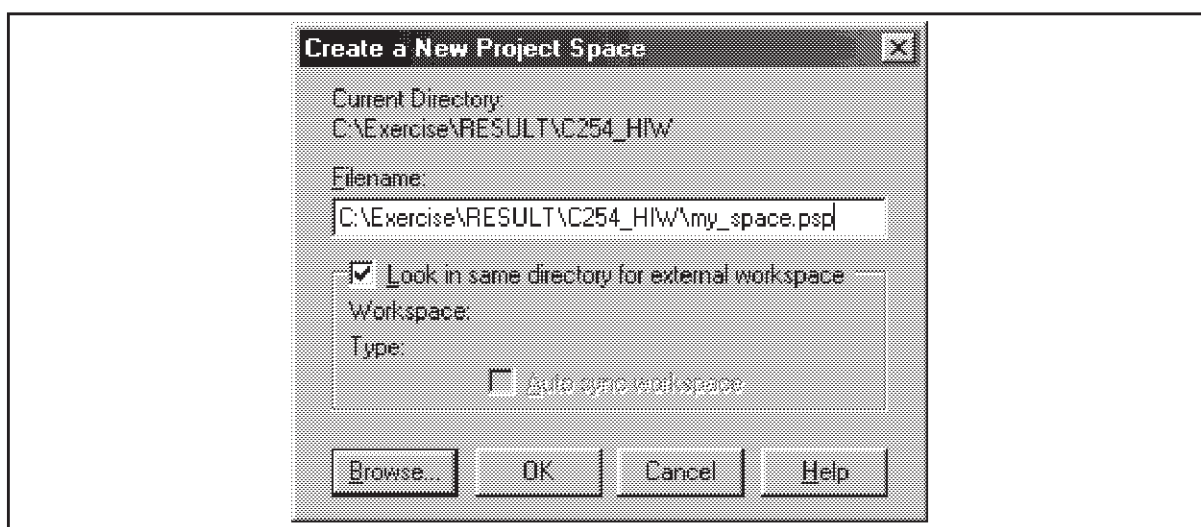 Create a New Project Space
Current Directory:
C:\Exercise\RESULT\C254_HIW
Filename:
C:\Exercise\RESULT\C254_HIW\my_space.psp
Look in same directory for external workspace
Workspace:
Type:
Auto sync workspace
Browse... OK Cancel Help